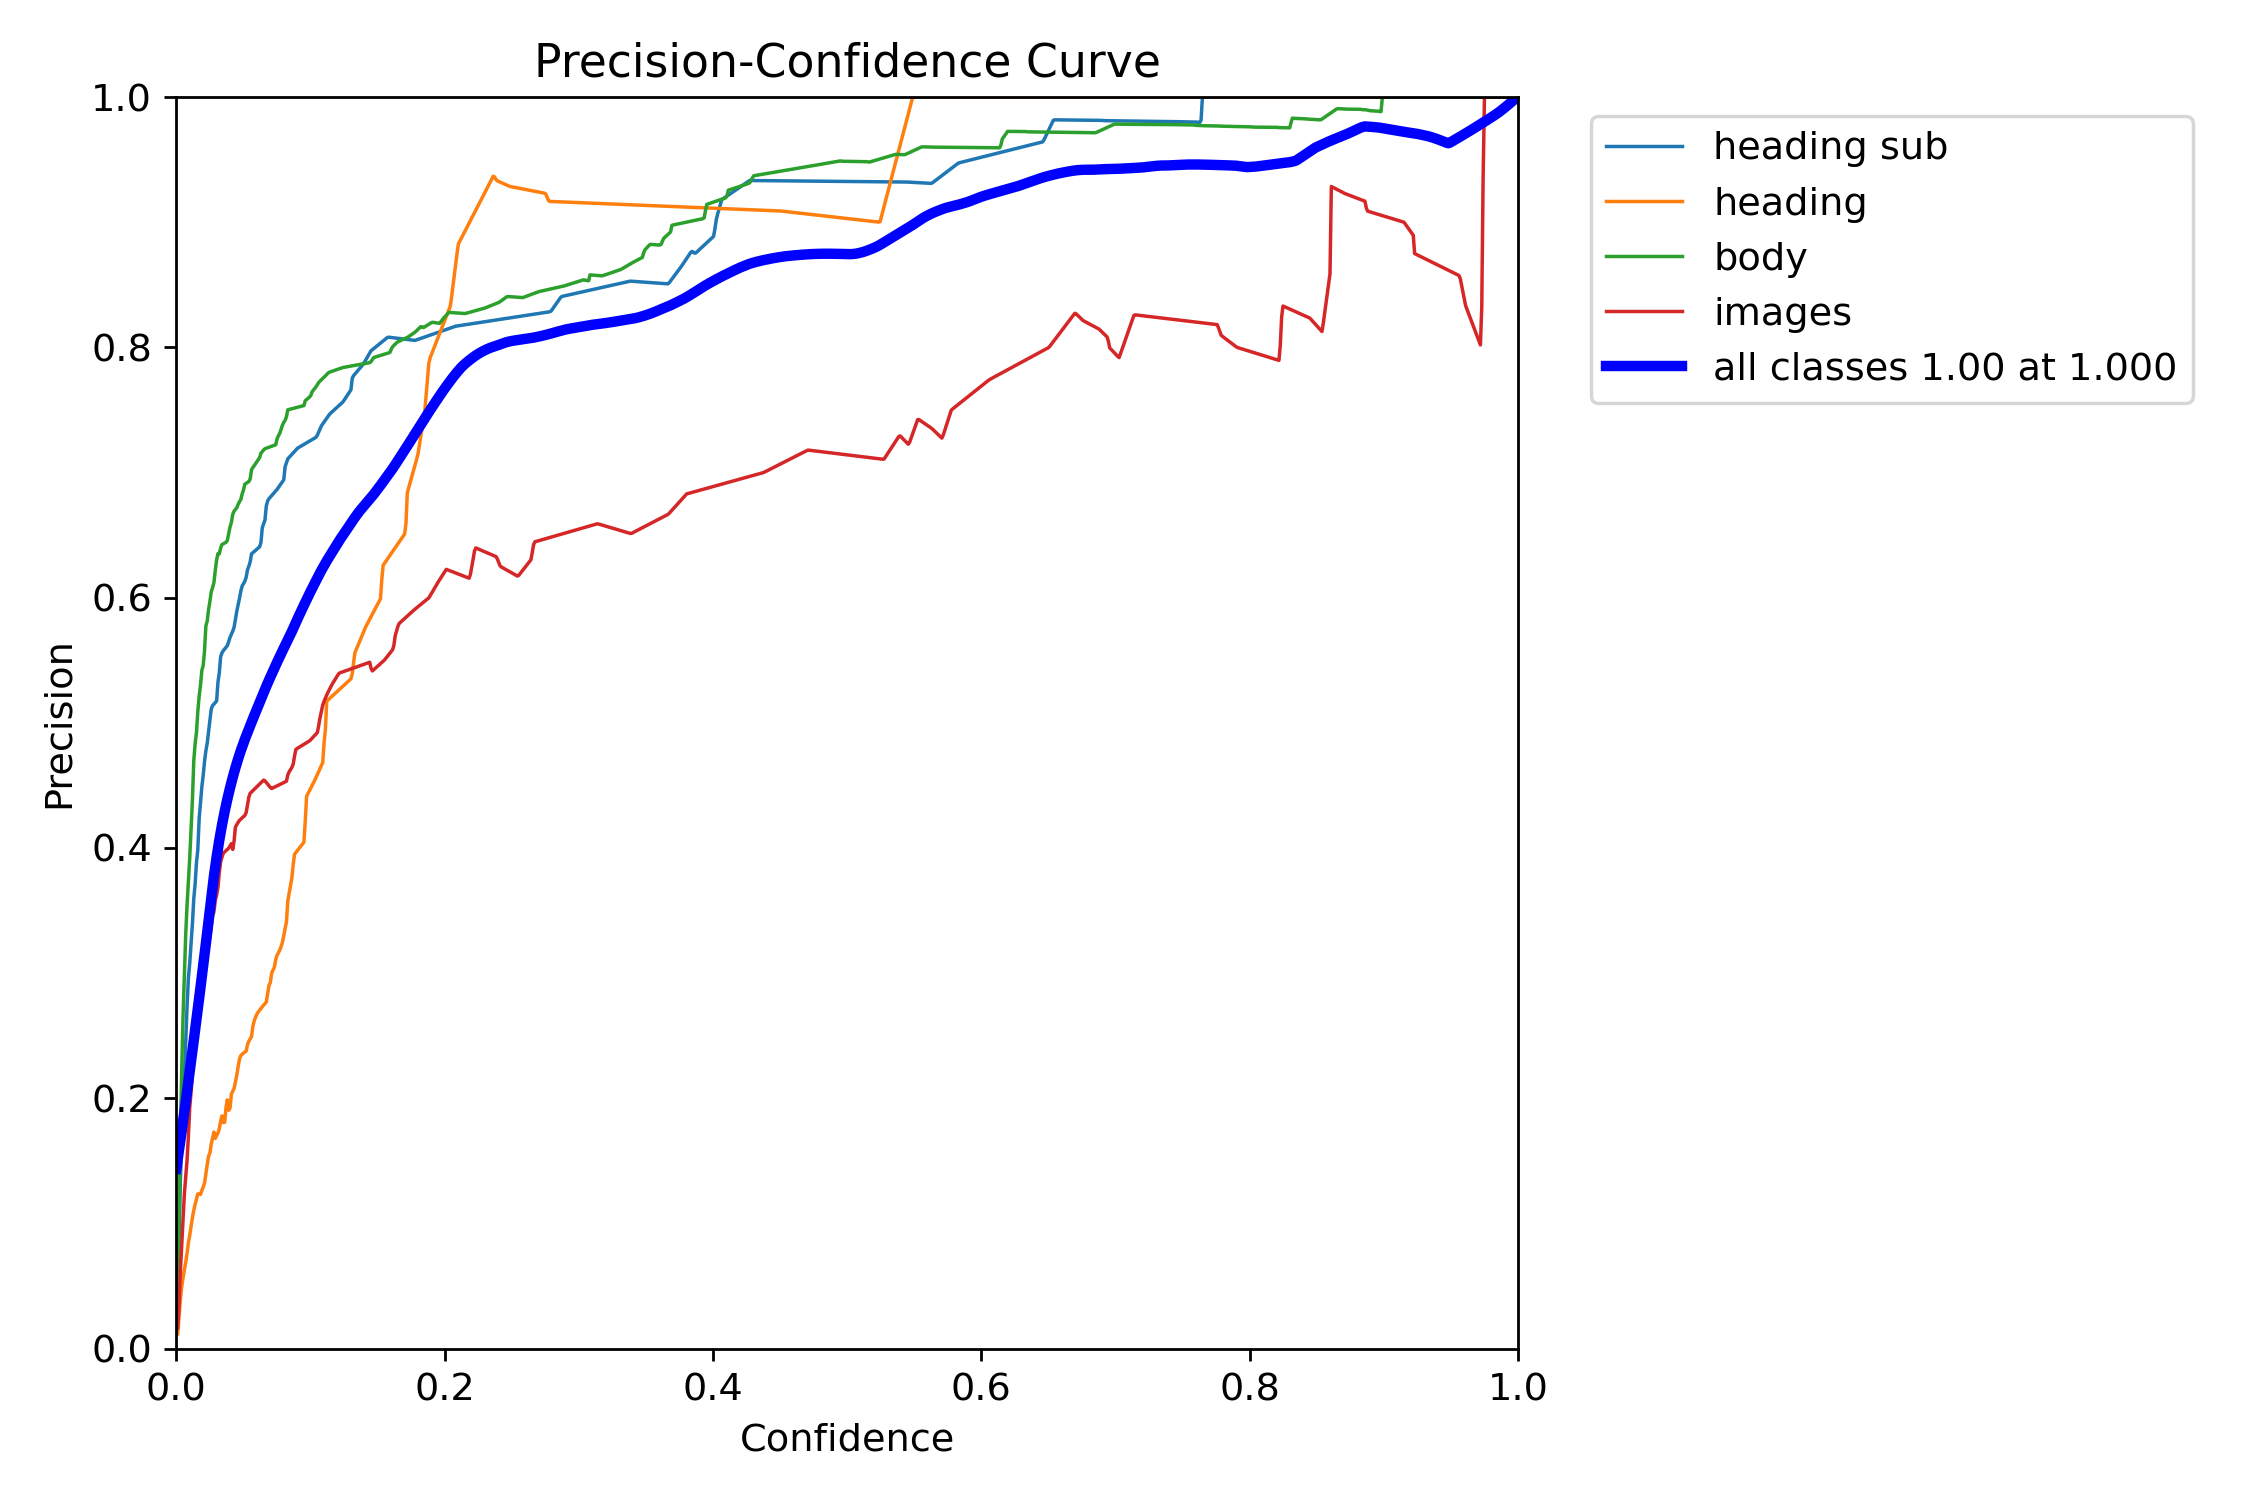 Precision-Confidence Curve
1.0
0.8
0.6
0.4
0.2
0.0
Precision
0.0 0.2 0.4 0.6 0.8 1.0
Confidence
heading sub
heading
body
images
all classes 1.00 at 1.000